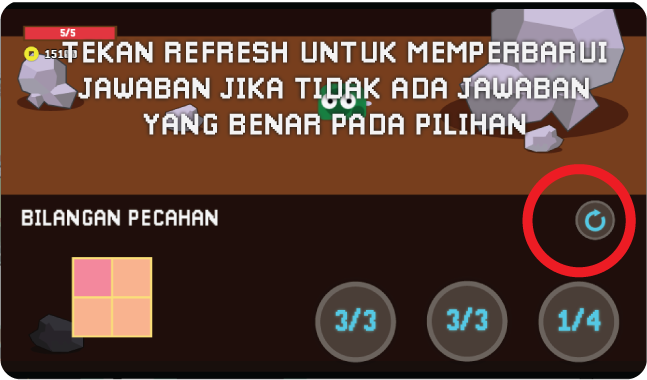 5/5
TEKAN REFRESH UNTUK MEMPERBARUI
JAWABAN JIKA TIDAK ADA JAWABAN
YANG BENAR PADA PILIHAN
BILANGAN PECAHAN
3/3
3/3
1/4